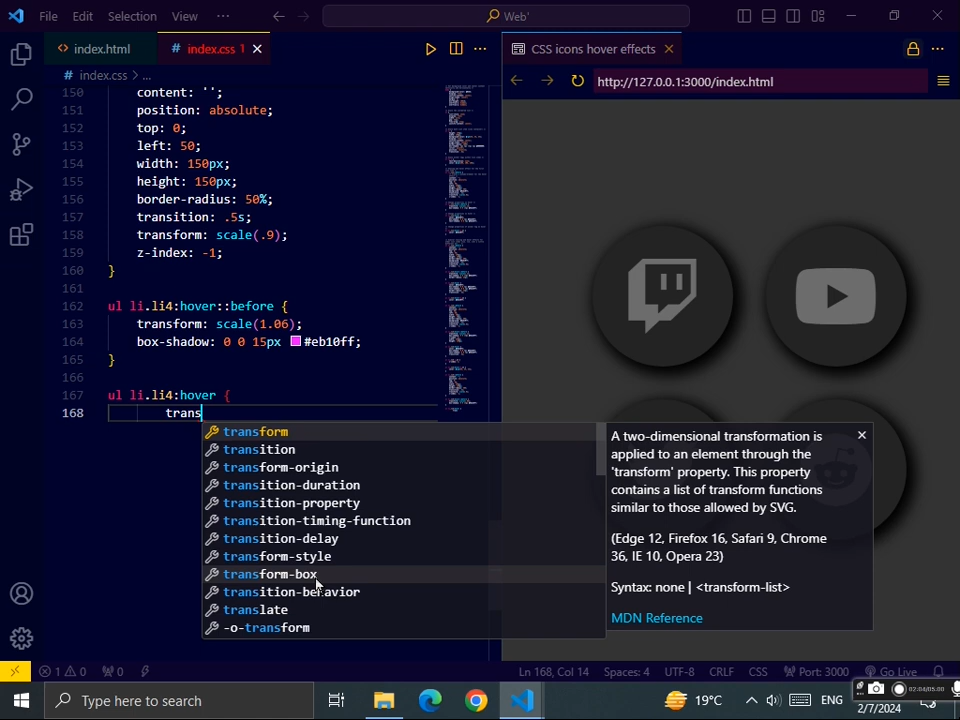 File Edit Selection View ··· Web'
index.html index.css 1 CSS icons hover effects
index.css > ... http://127.0.0.1:3000/index.html
150 content: '';
151 position: absolute;
152 top: 0;
153 left: 50;
154 width: 150px;
155 height: 150px;
156 border-radius: 50%;
157 transition: .5s;
158 transform: scale(.9);
159 z-index: -1;
160 }
161
162 ul li.li4:hover::before {
163 transform: scale(1.06);
164 box-shadow: 0 0 15px #eb10ff;
165 }
166
167 ul li.li4:hover {
168 trans
transform
transition
transform-origin
transition-duration
transition-property
transition-timing-function
transition-delay
transform-style
transform-box
transition-behavior
translate
-o-transform
A two-dimensional transformation is
applied to an element through the
'transform' property. This property
contains a list of transform functions
similar to those allowed by SVG.
(Edge 12, Firefox 16, Safari 9, Chrome
36, IE 10, Opera 23)
Syntax: none | <transform-list>
MDN Reference
1 0 0 Ln 168, Col 14 Spaces: 4 UTF-8 CRLF CSS Port: 3000 Go Live
Type here to search 19°C ENG 02:04/05:00
2/7/2024